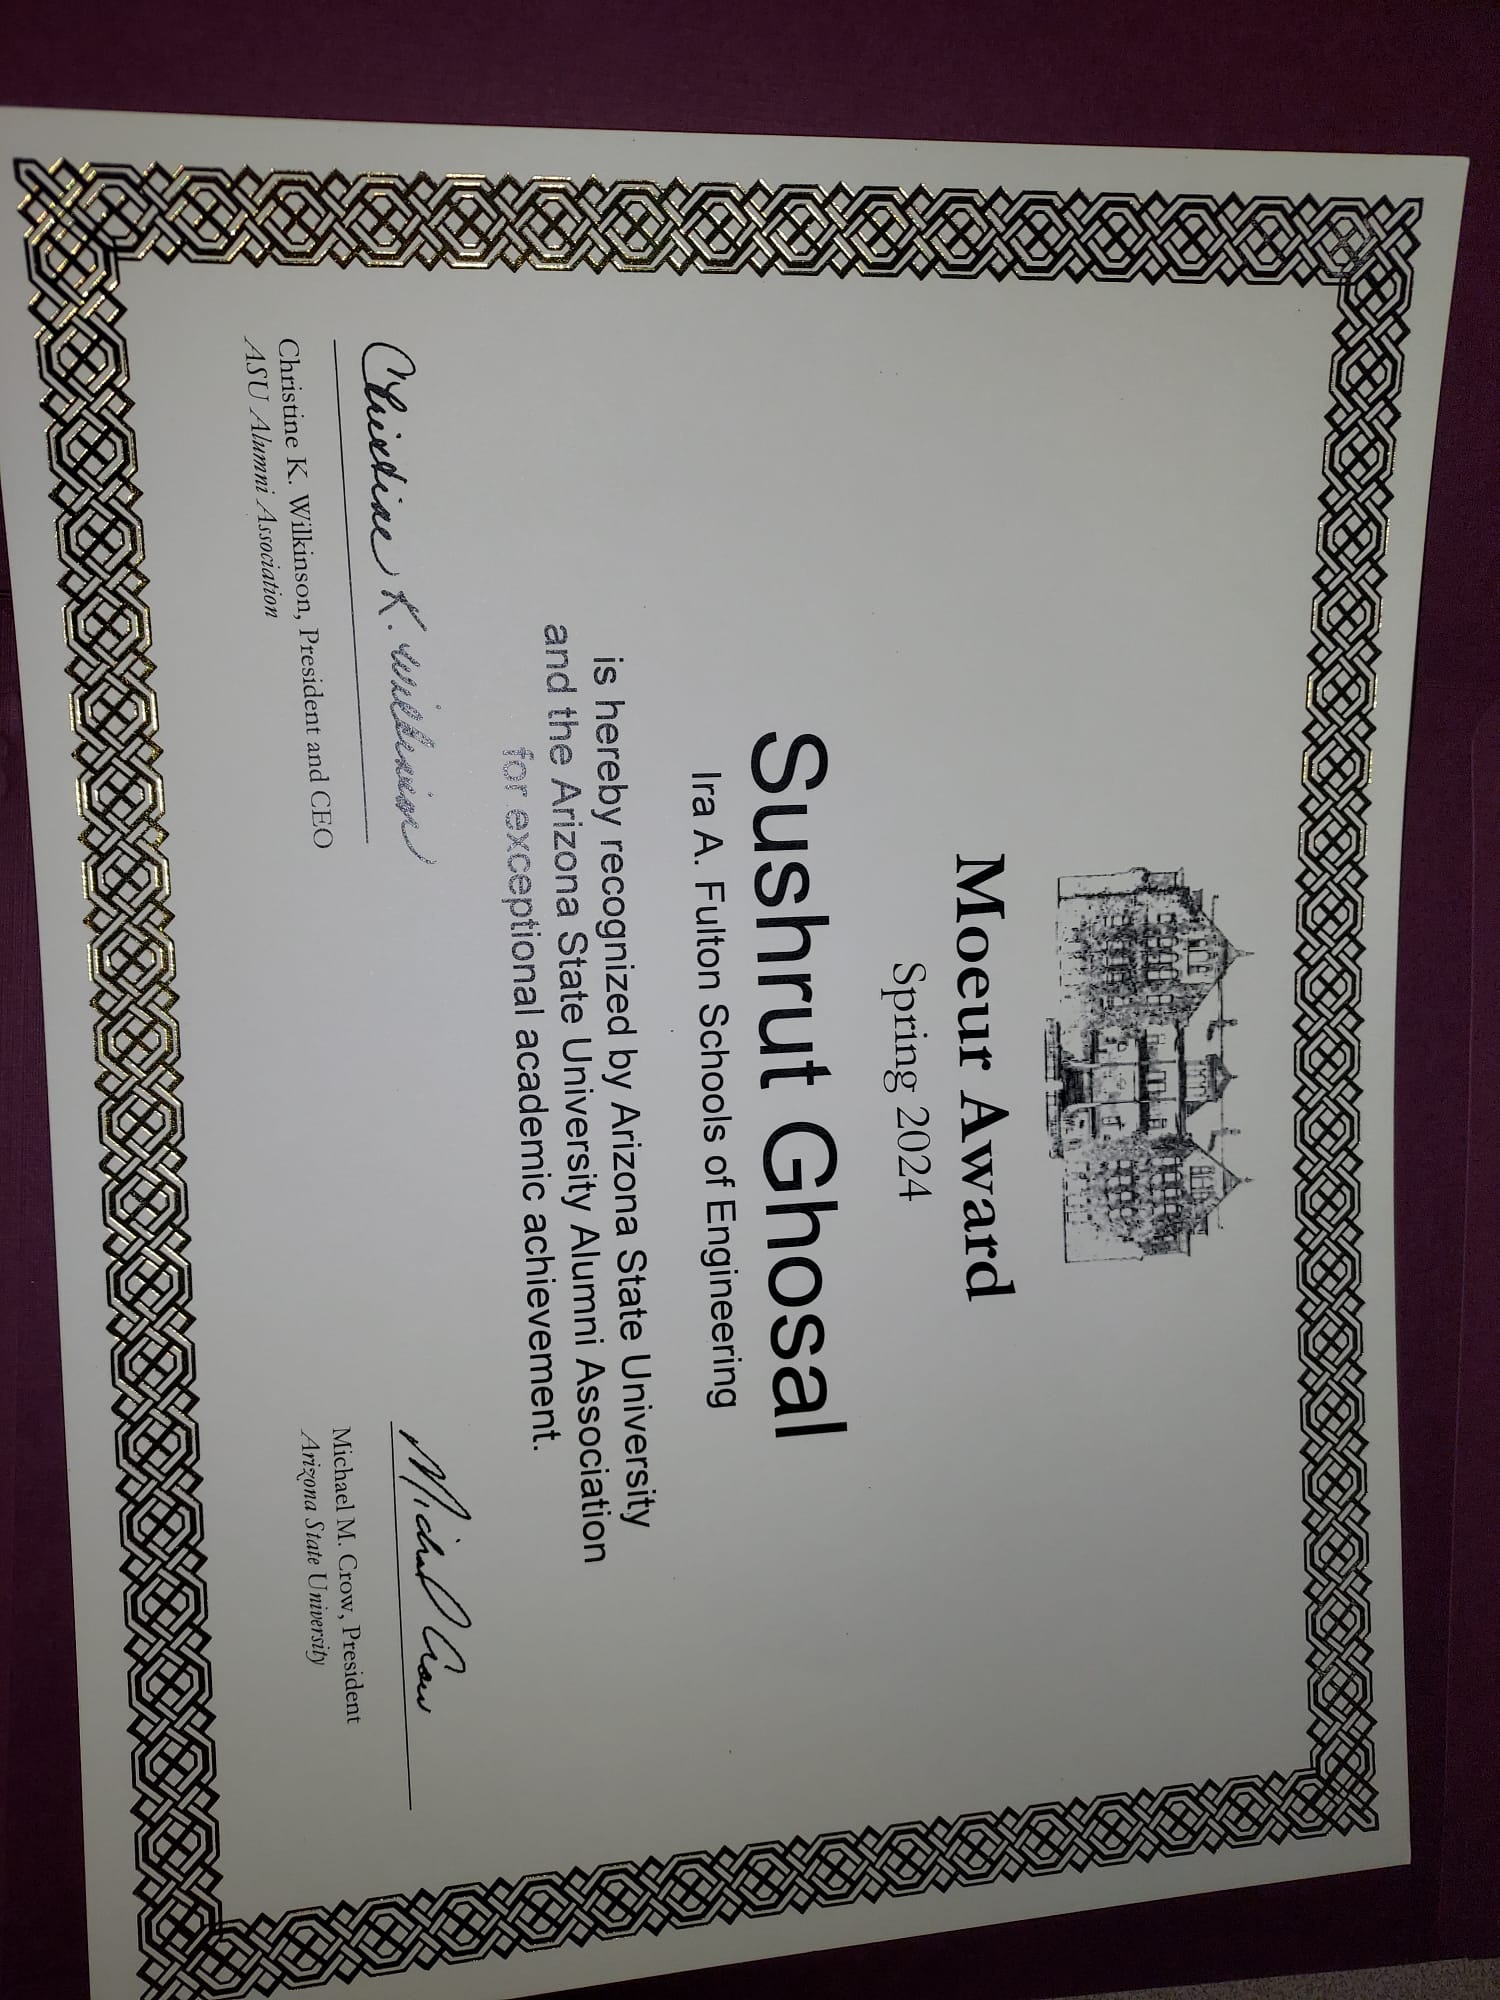 Moeur Award
Spring 2024
Sushrut Ghosal
Ira A. Fulton Schools of Engineering
is hereby recognized by Arizona State University
and the Arizona State University Alumni Association
for exceptional academic achievement.
Christine K. Wilkinson
Christine K. Wilkinson, President and CEO
ASU Alumni Association
Michael Crow
Michael M. Crow, President
Arizona State University